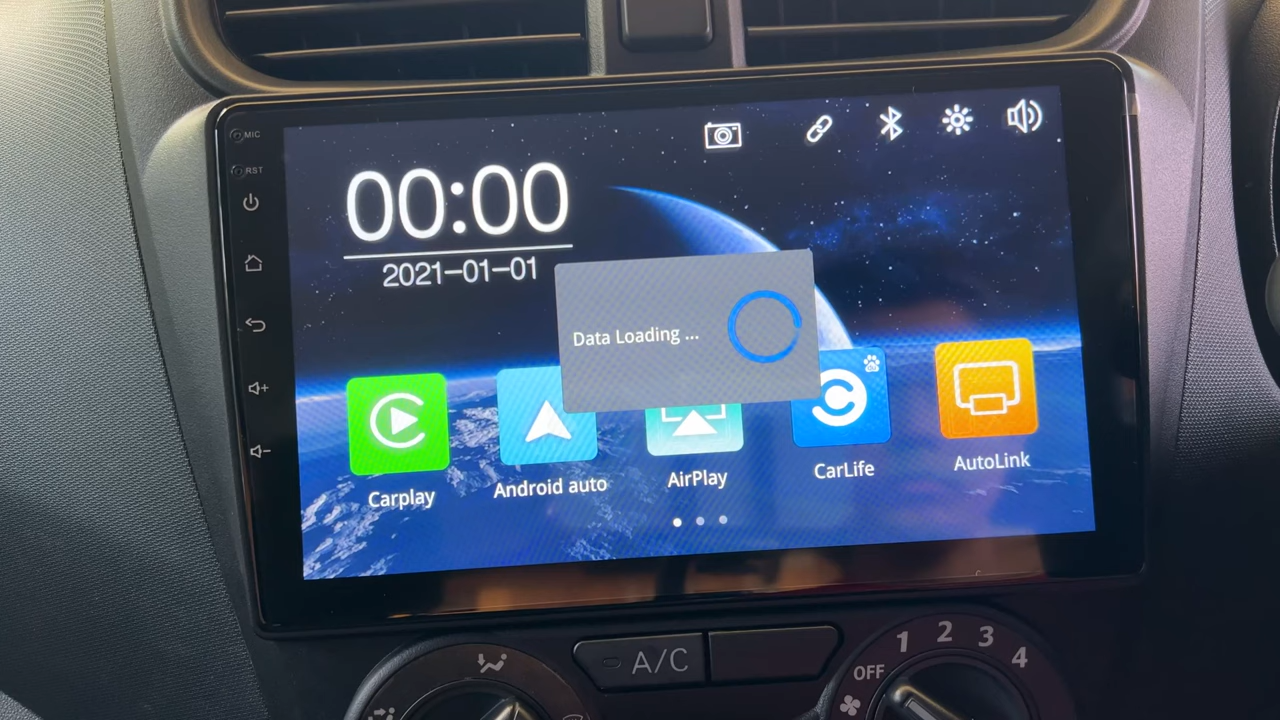 MIC
RST
00:00
2021-01-01
Data Loading ...
Carplay
Android auto
AirPlay
CarLife
AutoLink
A/C
OFF
1
2
3
4